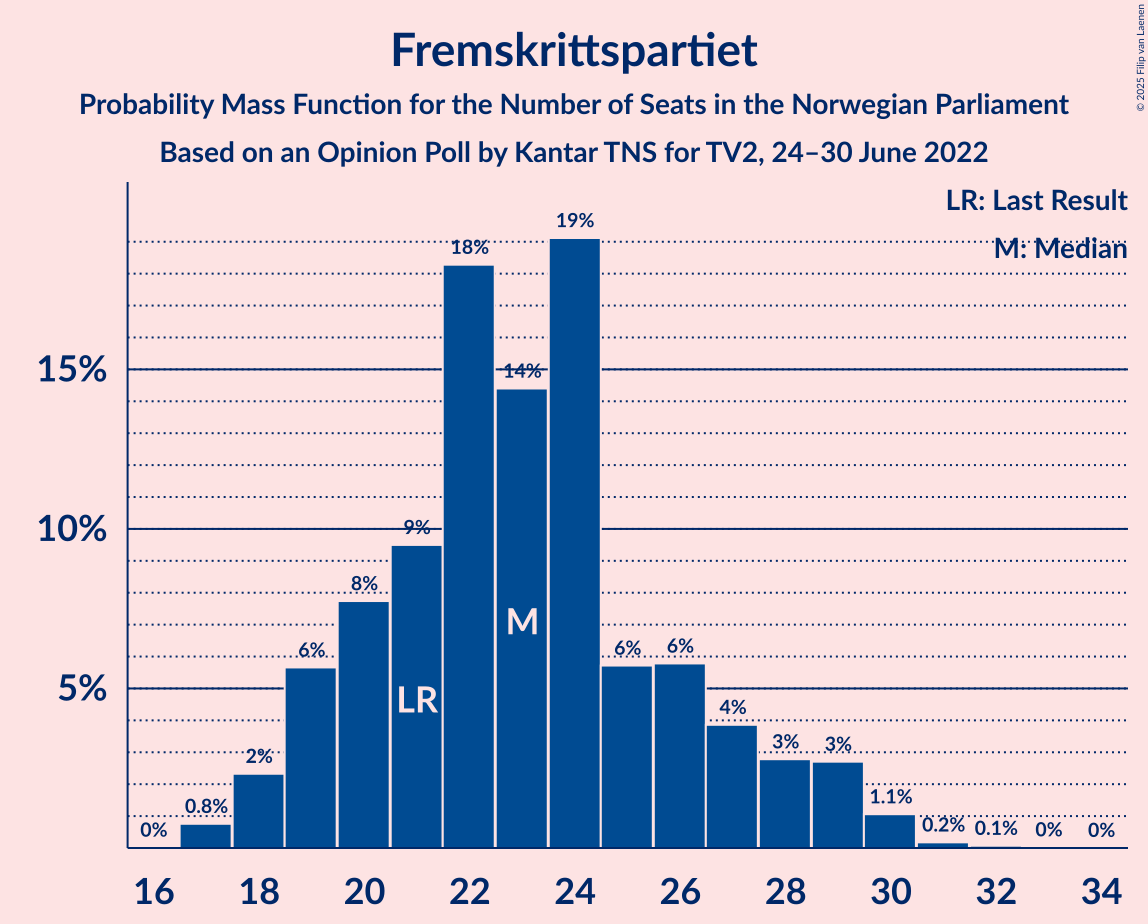 Fremskrittspartiet
Probability Mass Function for the Number of Seats in the Norwegian Parliament
Based on an Opinion Poll by Kantar TNS for TV2, 24–30 June 2022
© 2025 Filip van Laenen
LR: Last Result
M: Median
15%
10%
5%
0%
0.8%
2%
6%
8%
9%
18%
14%
19%
6%
6%
4%
3%
3%
1.1%
0.2%
0.1%
0%
0%
LR
M
16 18 20 22 24 26 28 30 32 34